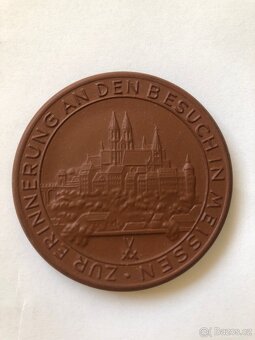 ZUR ERINNERUNG AN DEN BESUCH IN MEISSEN ·
Bazos.cz